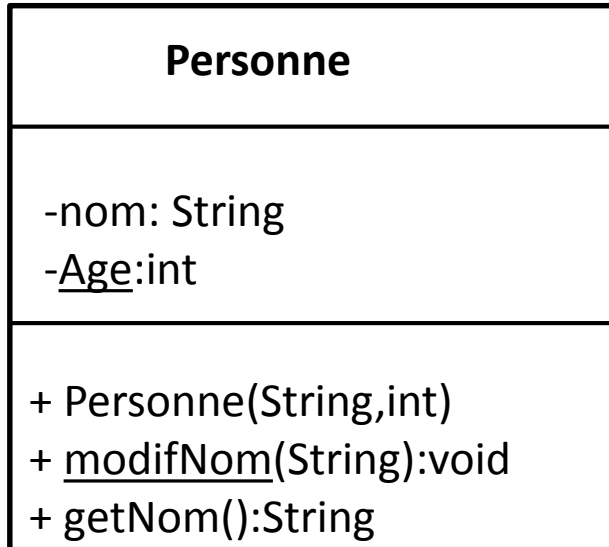 Personne
-nom: String
-Age:int
+ Personne(String,int)
+ modifNom(String):void
+ getNom():String